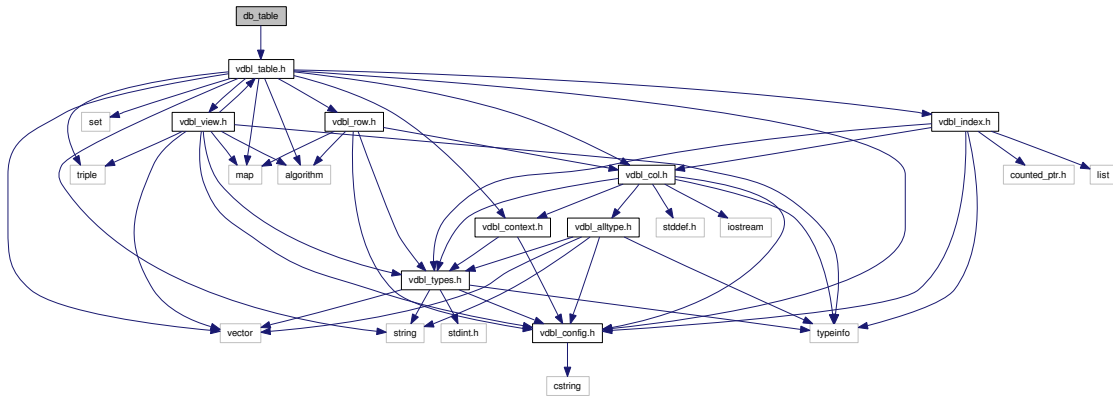 db_table
vdbl_table.h
set
vdbl_view.h
vdbl_row.h
vdbl_index.h
triple
map
algorithm
vdbl_col.h
counted_ptr.h
list
vdbl_context.h
vdbl_alltype.h
stddef.h
iostream
vdbl_types.h
vector
string
stdint.h
vdbl_config.h
typeinfo
cstring